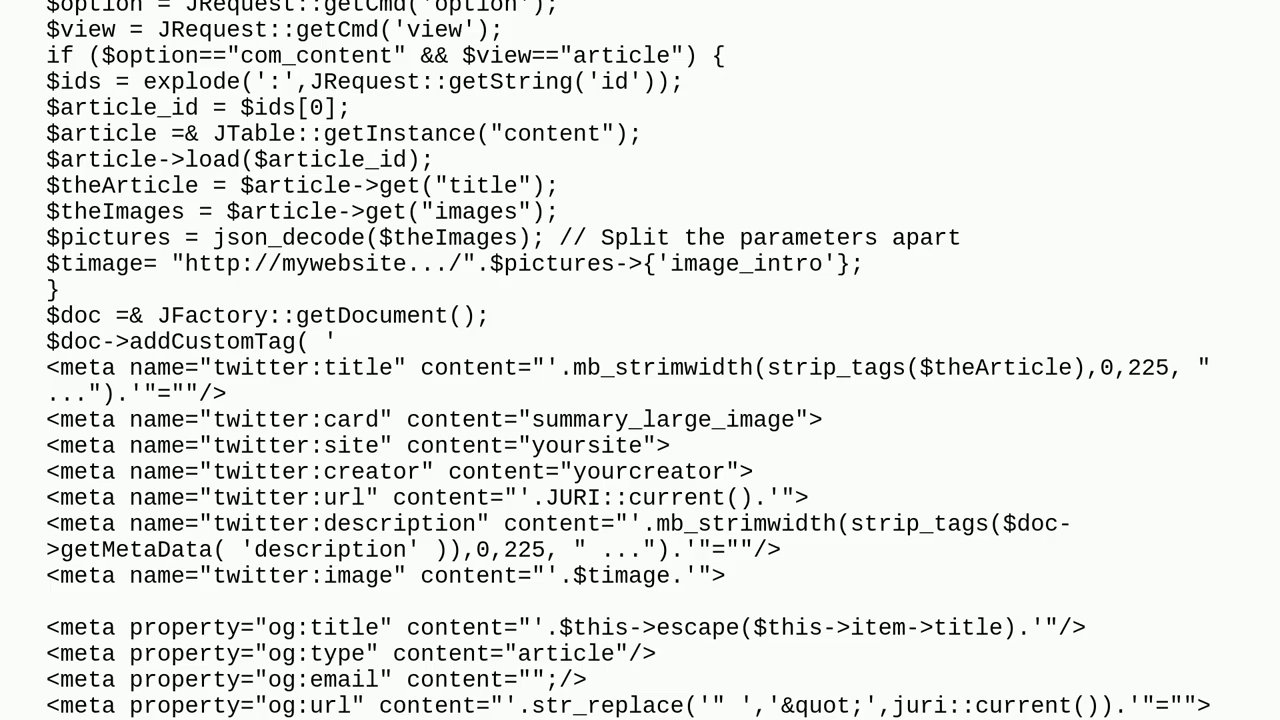 $option = JRequest::getCmd('option');
$view = JRequest::getCmd('view');
if ($option=="com_content" && $view=="article") {
$ids = explode(':',JRequest::getString('id'));
$article_id = $ids[0];
$article =& JTable::getInstance("content");
$article->load($article_id);
$theArticle = $article->get("title");
$theImages = $article->get("images");
$pictures = json_decode($theImages); // Split the parameters apart
$timage= "http://mywebsite.../".$pictures->{'image_intro'};
}
$doc =& JFactory::getDocument();
$doc->addCustomTag( '
<meta name="twitter:title" content="'.mb_strimwidth(strip_tags($theArticle),0,225, "
...").'"=""/>
<meta name="twitter:card" content="summary_large_image">
<meta name="twitter:site" content="yoursite">
<meta name="twitter:creator" content="yourcreator">
<meta name="twitter:url" content="'.JURI::current().'">
<meta name="twitter:description" content="'.mb_strimwidth(strip_tags($doc-
>getMetaData( 'description' )),0,225, " ...").'"=""/>
<meta name="twitter:image" content="'.$timage.'">
<meta property="og:title" content="'.$this->escape($this->item->title).'"/>
<meta property="og:type" content="article"/>
<meta property="og:email" content="";/>
<meta property="og:url" content="'.str_replace('" ','&quot;',juri::current()).'"="">